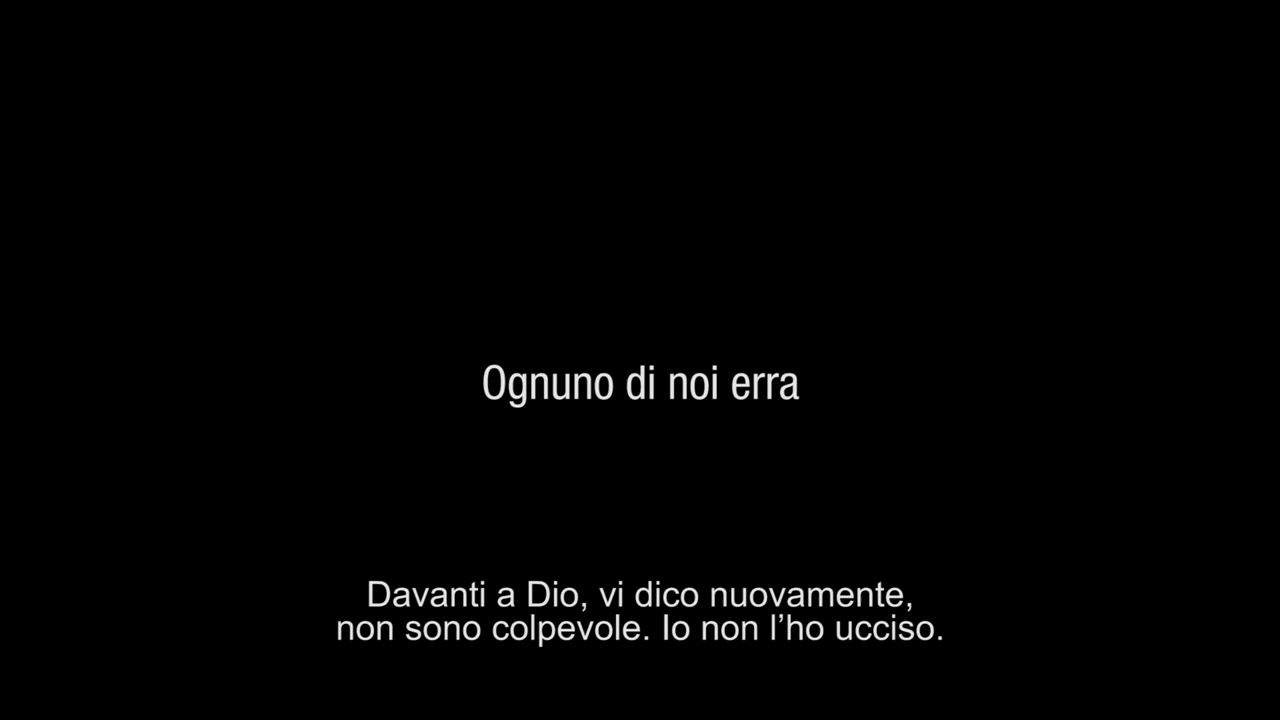 Ognuno di noi erra
Davanti a Dio, vi dico nuovamente,
non sono colpevole. Io non l’ho ucciso.